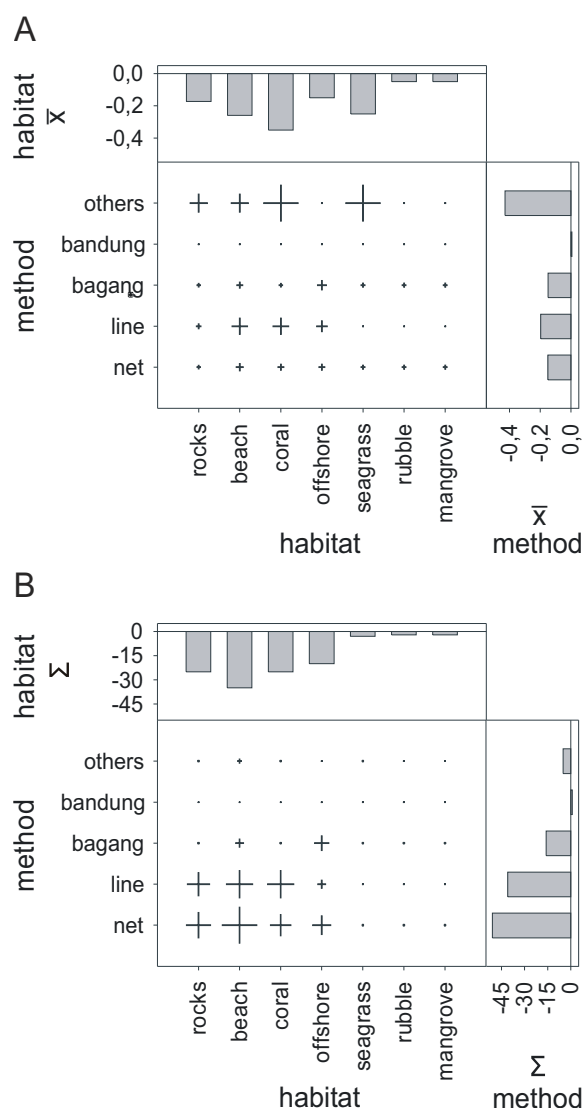 A
habitat
x̄
0,0
-0,2
-0,4
method
others
bandung
bagang
line
net
rocks
beach
coral
offshore
seagrass
rubble
mangrove
habitat
-0,4
-0,2
0,0
x̄
method
B
habitat
Σ
0
-15
-30
-45
method
others
bandung
bagang
line
net
rocks
beach
coral
offshore
seagrass
rubble
mangrove
habitat
-45
-30
-15
0
Σ
method